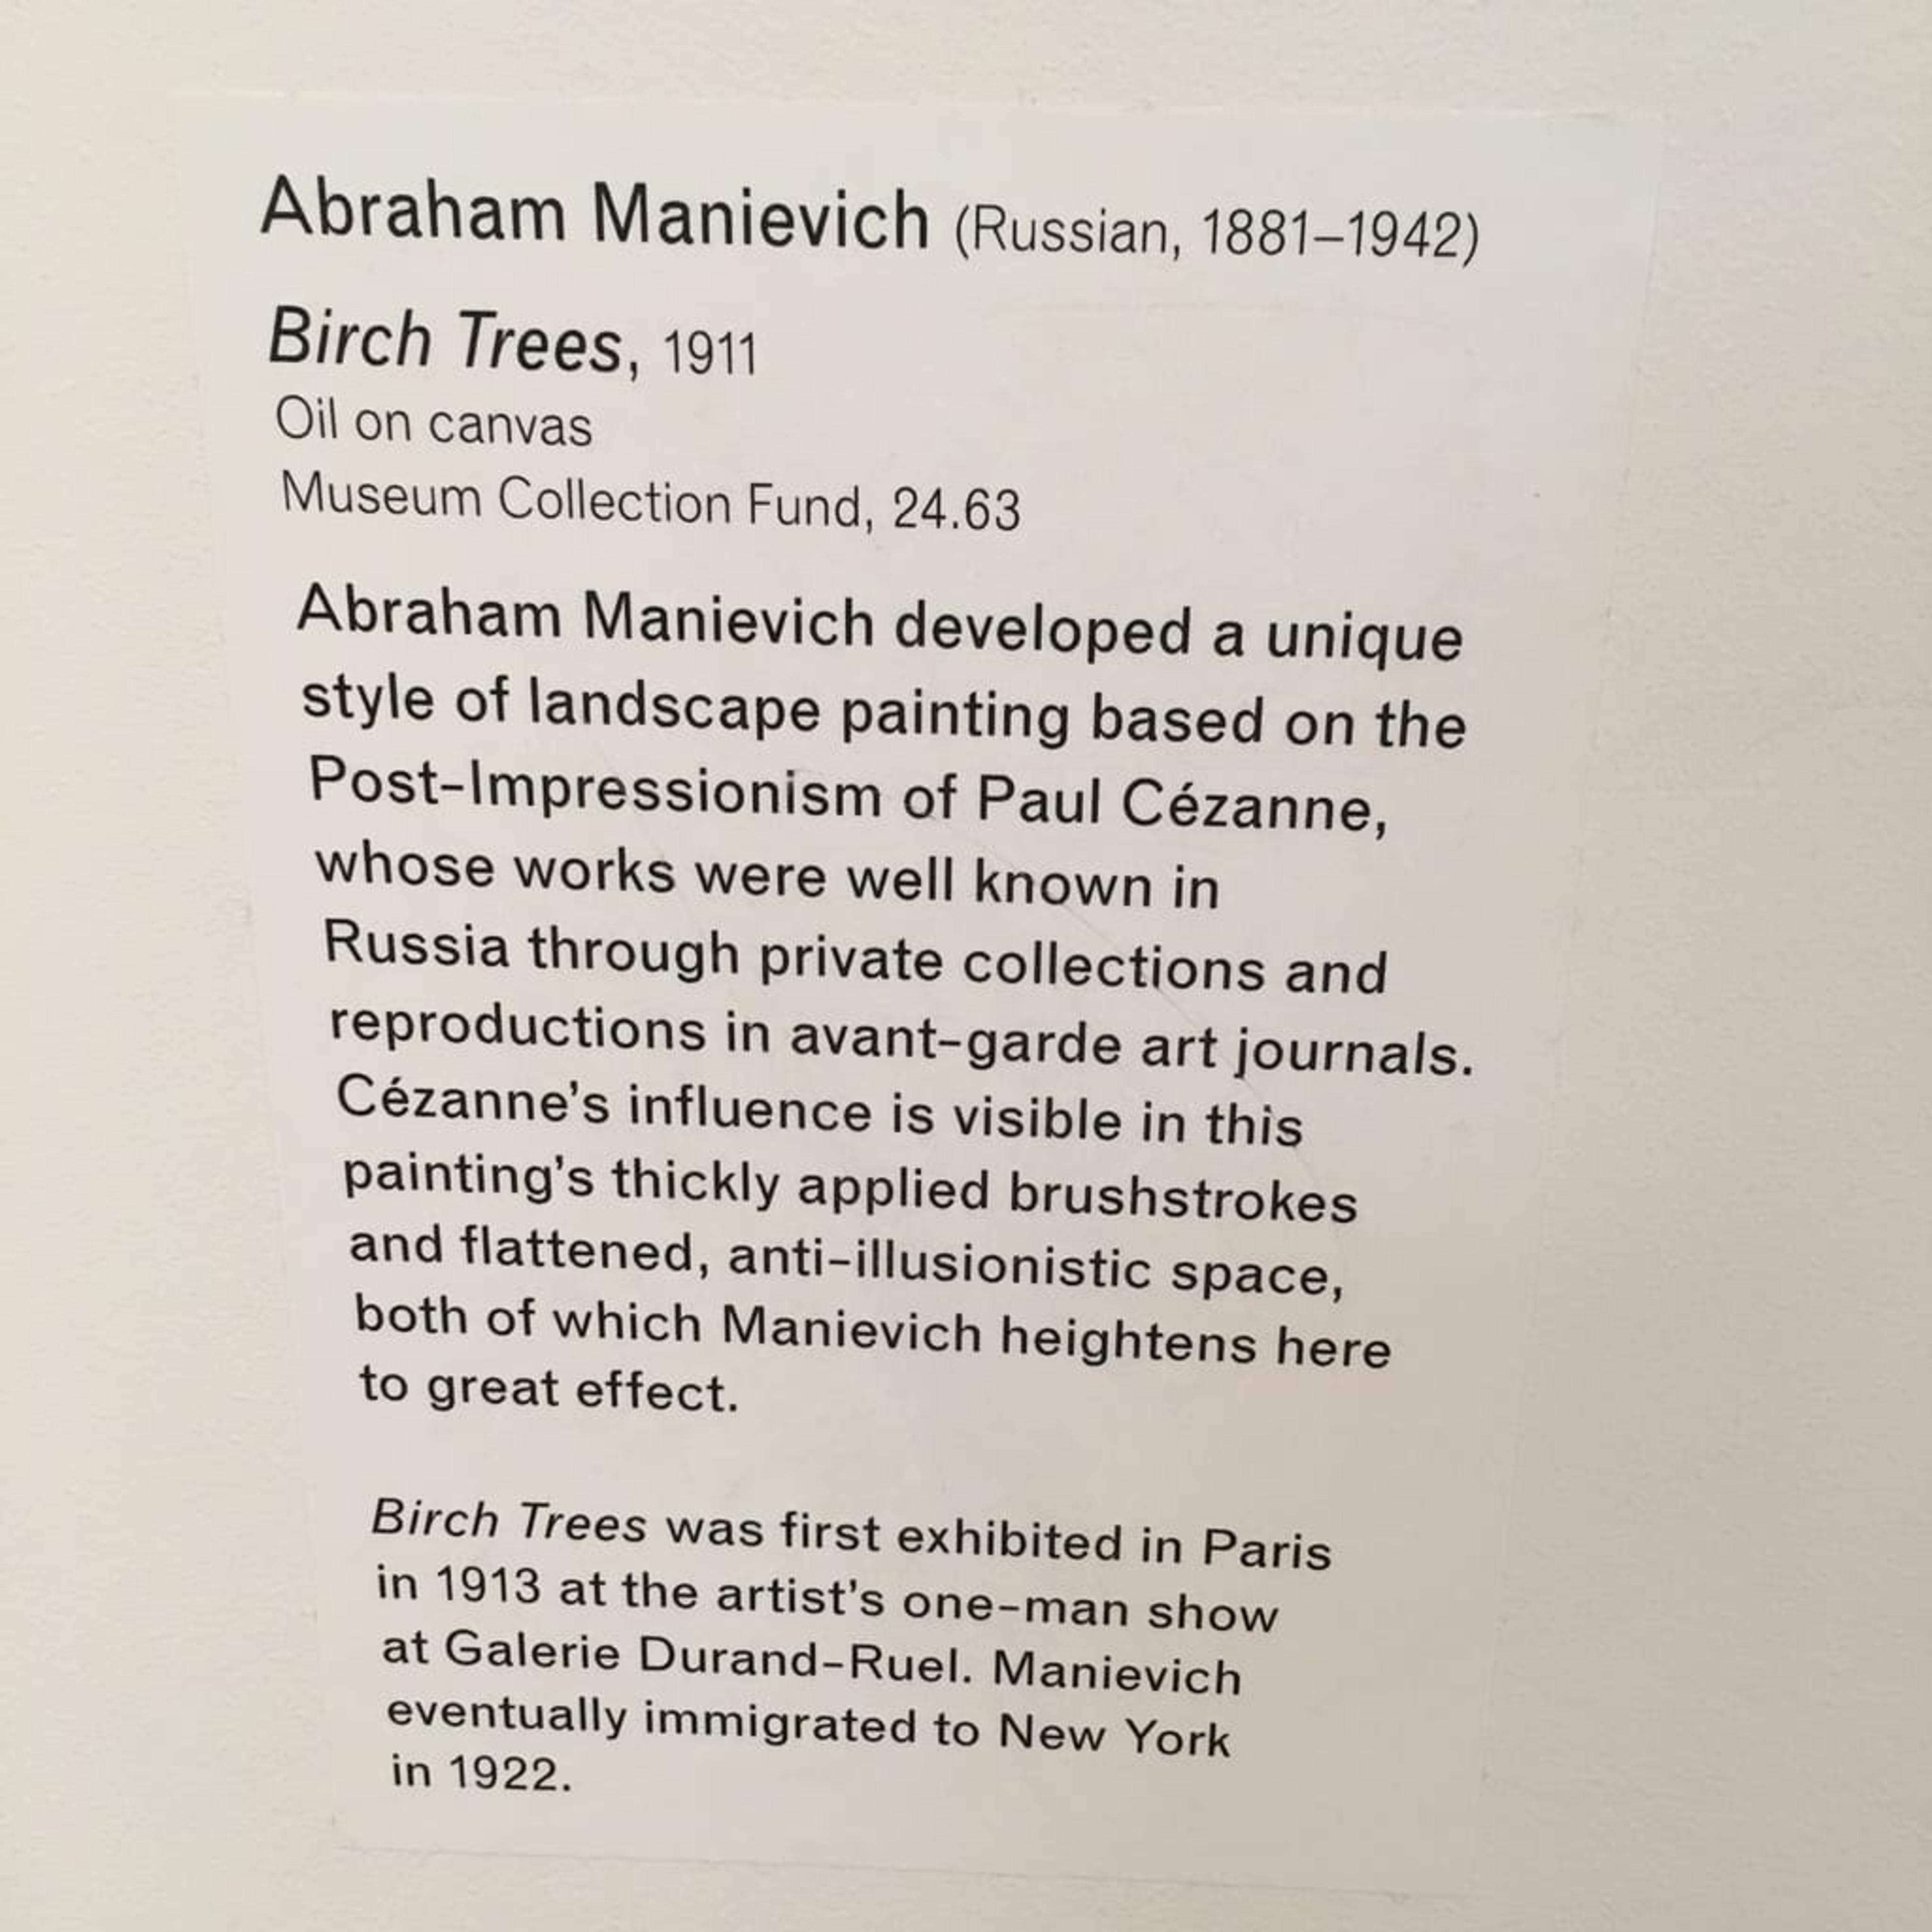 Abraham Manievich (Russian, 1881–1942)
Birch Trees, 1911
Oil on canvas
Museum Collection Fund, 24.63
Abraham Manievich developed a unique
style of landscape painting based on the
Post-Impressionism of Paul Cézanne,
whose works were well known in
Russia through private collections and
reproductions in avant-garde art journals.
Cézanne’s influence is visible in this
painting’s thickly applied brushstrokes
and flattened, anti-illusionistic space,
both of which Manievich heightens here
to great effect.
Birch Trees was first exhibited in Paris
in 1913 at the artist’s one-man show
at Galerie Durand-Ruel. Manievich
eventually immigrated to New York
in 1922.